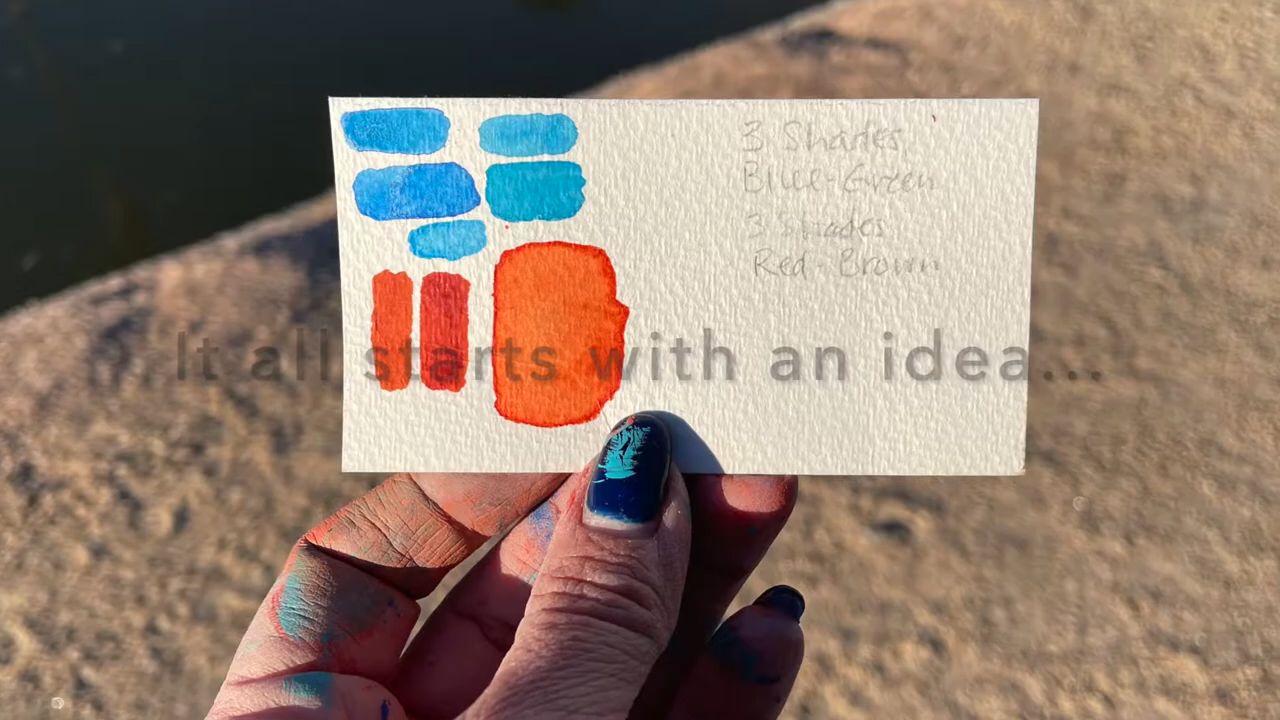 3 Shades
Blue-Green
3 Shades
Red-Brown
It all starts with an idea...